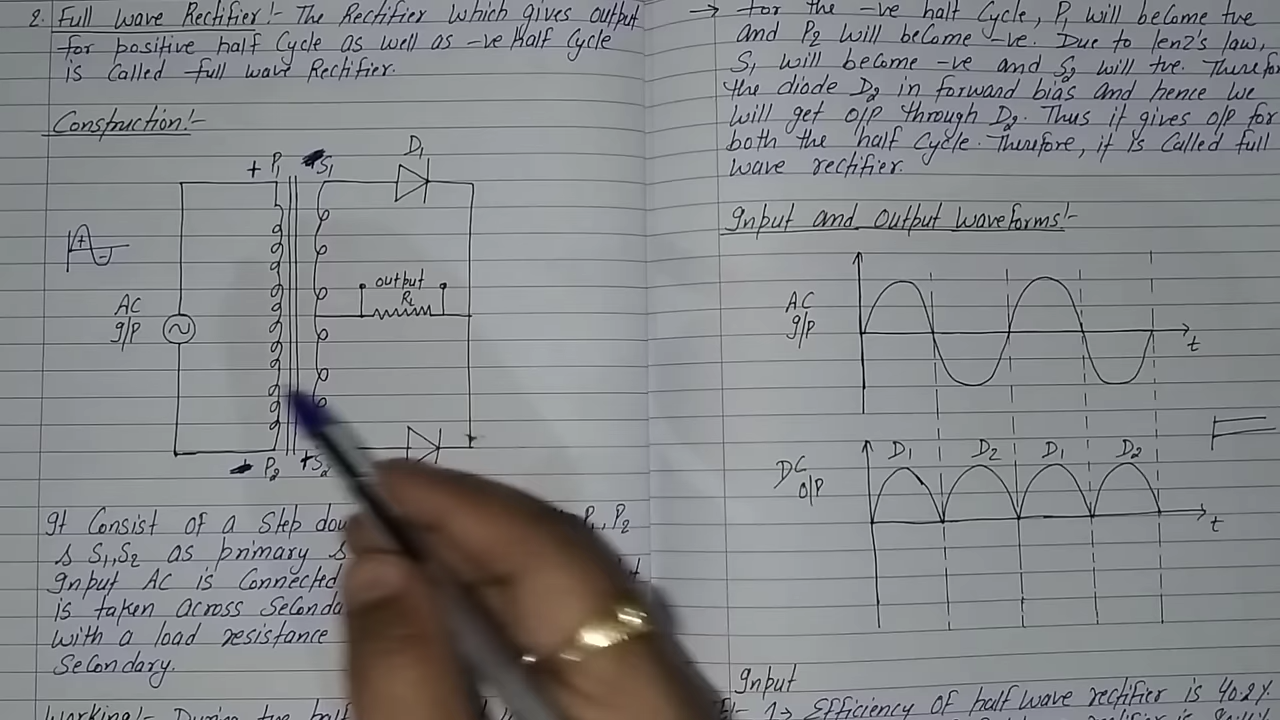 2. Full Wave Rectifier!- The Rectifier which gives output
for positive half Cycle as well as -ve Half Cycle
is Called full wave Rectifier.
Construction!-
+ P1 S1
D1
+
-
output
RL
AC
g/p
P2 +S2
It Consist of a Step dow P1, P2
& S1, S2 as primary &
Input AC is Connected
is taken across Seconda
with a load resistance
Secondary.
Working!- During the
→ for the -ve half Cycle, P1 will become +ve
and P2 will become -ve. Due to lenz's law,
S1 will become -ve and S2 will +ve. Therefo
the diode D2 in forward bias and hence we
will get o/p through D2. Thus it gives o/p for
both the half Cycle. Therefore, it is Called full
wave rectifier.
Input and Output Waveforms!-
AC
g/p
t
D1 D2 D1 D2
DC
O/P
t
Input
1→ Efficiency of half wave rectifier is 40.2%